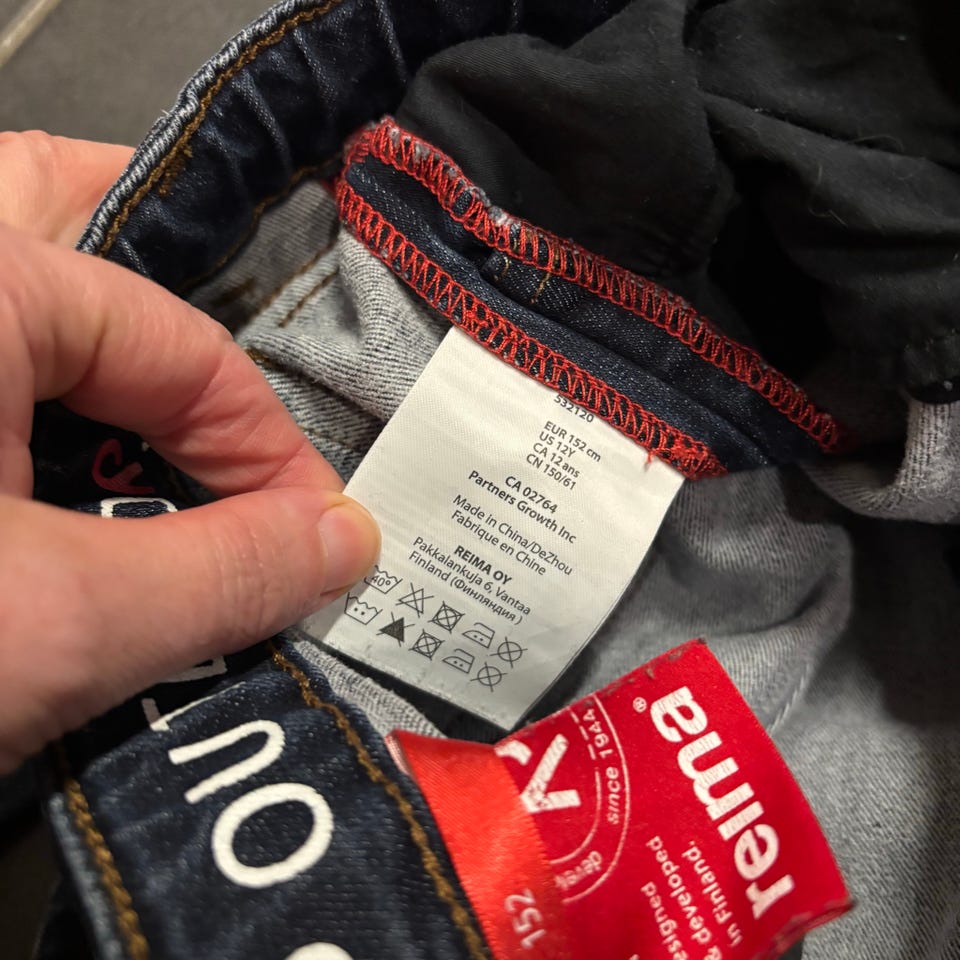 532120
EUR 152 cm
US 12Y
CA 12 ans
CN 150/61
CA 02764
Partners Growth Inc
Made in China/DeZhou
Fabrique en Chine
REIMA OY
Pakkalankuja 6, Vantaa
Finland (Финляндия)
40°
reima®
since 1944
& developed
in Finland.
152
OU